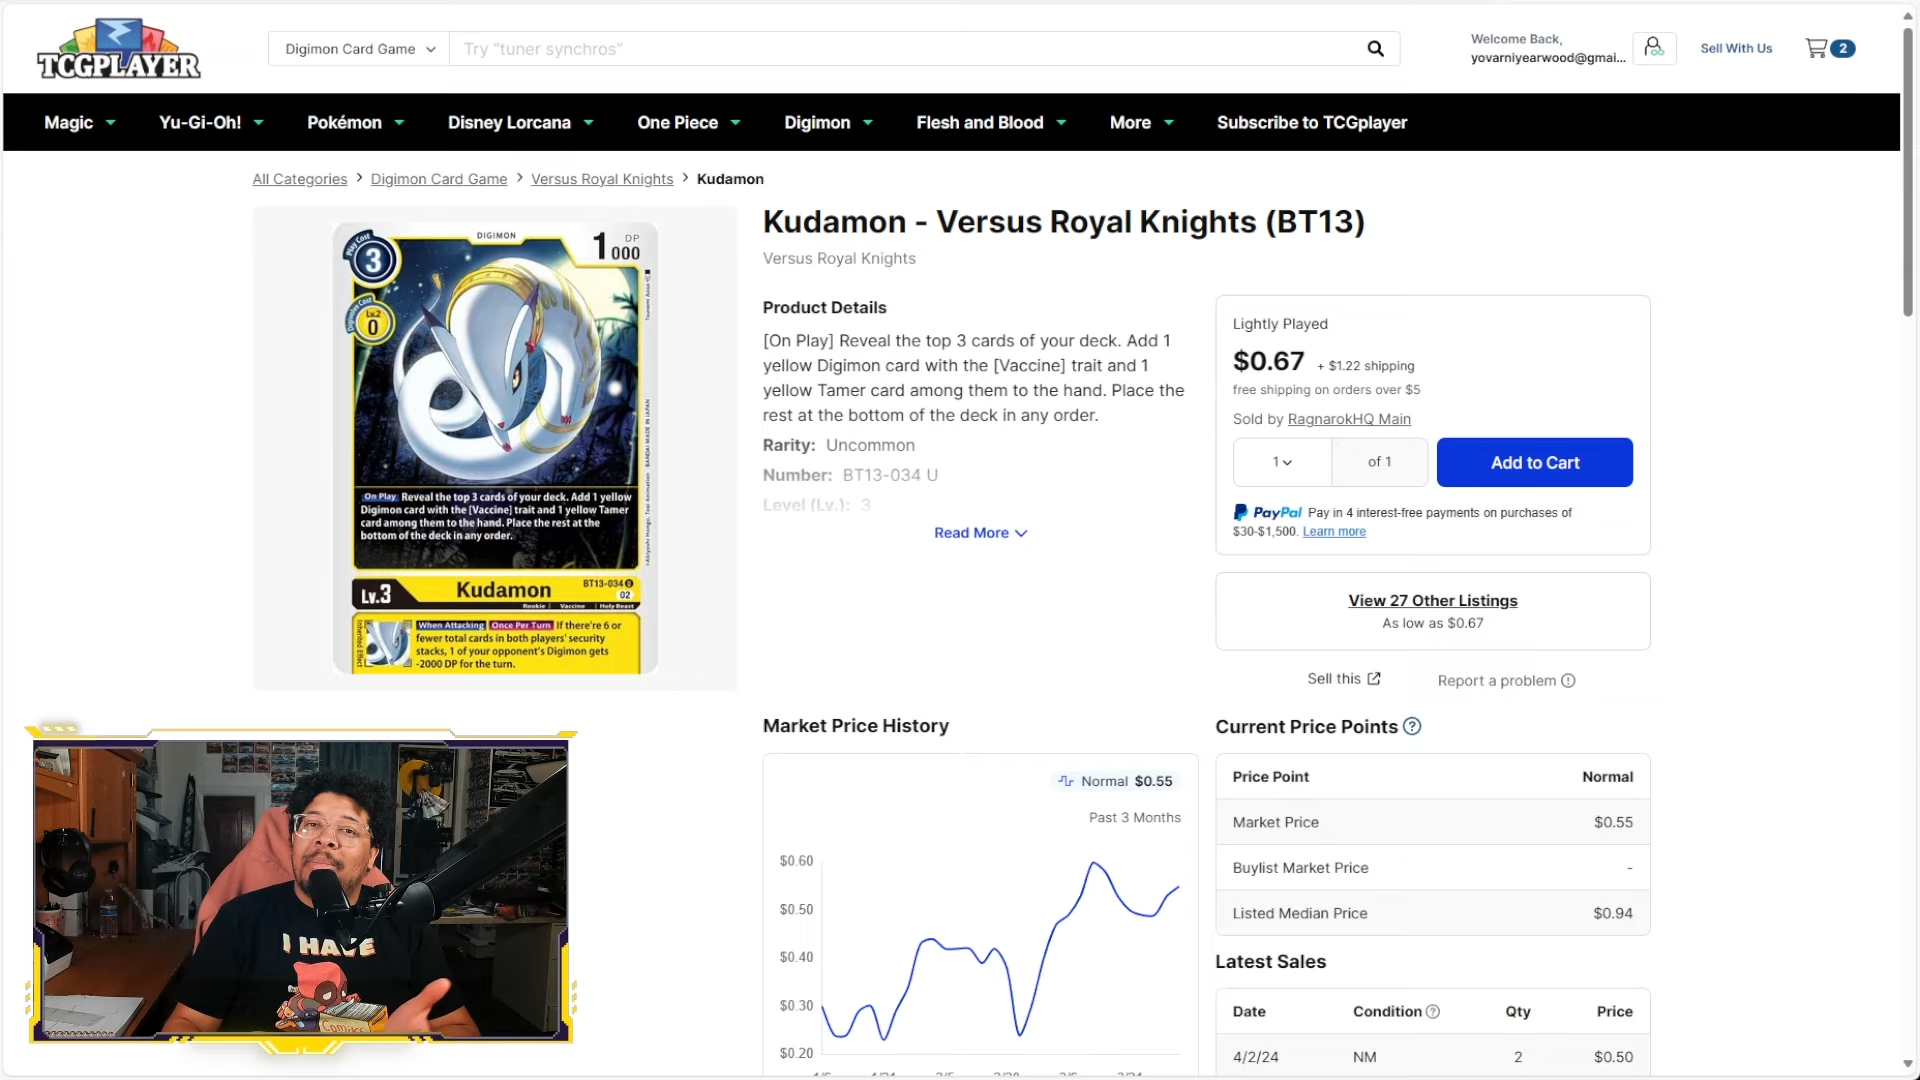 TCGPLAYER
Digimon Card Game
Try "tuner synchros"
Welcome Back,
yovarniyearwood@gmai...
Sell With Us
2
Magic
Yu-Gi-Oh!
Pokémon
Disney Lorcana
One Piece
Digimon
Flesh and Blood
More
Subscribe to TCGplayer
All Categories > Digimon Card Game > Versus Royal Knights > Kudamon
Kudamon - Versus Royal Knights (BT13)
Versus Royal Knights
DIGIMON
Play Cost
3
1000
DP
Lv.2
0
On Play Reveal the top 3 cards of your deck. Add 1 yellow
Digimon card with the [Vaccine] trait and 1 yellow Tamer
card among them to the hand. Place the rest at the
bottom of the deck in any order.
Lv.3
Kudamon
BT13-034 U
02
Rookie | Vaccine | Holy Beast
Inherited Effect
When Attacking Once Per Turn If there're 6 or
fewer total cards in both players' security
stacks, 1 of your opponent's Digimon gets
-2000 DP for the turn.
Product Details
[On Play] Reveal the top 3 cards of your deck. Add 1
yellow Digimon card with the [Vaccine] trait and 1
yellow Tamer card among them to the hand. Place the
rest at the bottom of the deck in any order.
Rarity: Uncommon
Number: BT13-034 U
Level (Lv.): 3
Read More
Lightly Played
$0.67 + $1.22 shipping
free shipping on orders over $5
Sold by RagnarokHQ Main
1
of 1
Add to Cart
PayPal Pay in 4 interest-free payments on purchases of
$30-$1,500. Learn more
View 27 Other Listings
As low as $0.67
Sell this
Report a problem
Market Price History
Normal $0.55
Past 3 Months
$0.60
$0.50
$0.40
$0.30
$0.20
Current Price Points
Price Point Normal
Market Price $0.55
Buylist Market Price -
Listed Median Price $0.94
Latest Sales
Date Condition Qty Price
4/2/24 NM 2 $0.50
I HAVE
COMIKS